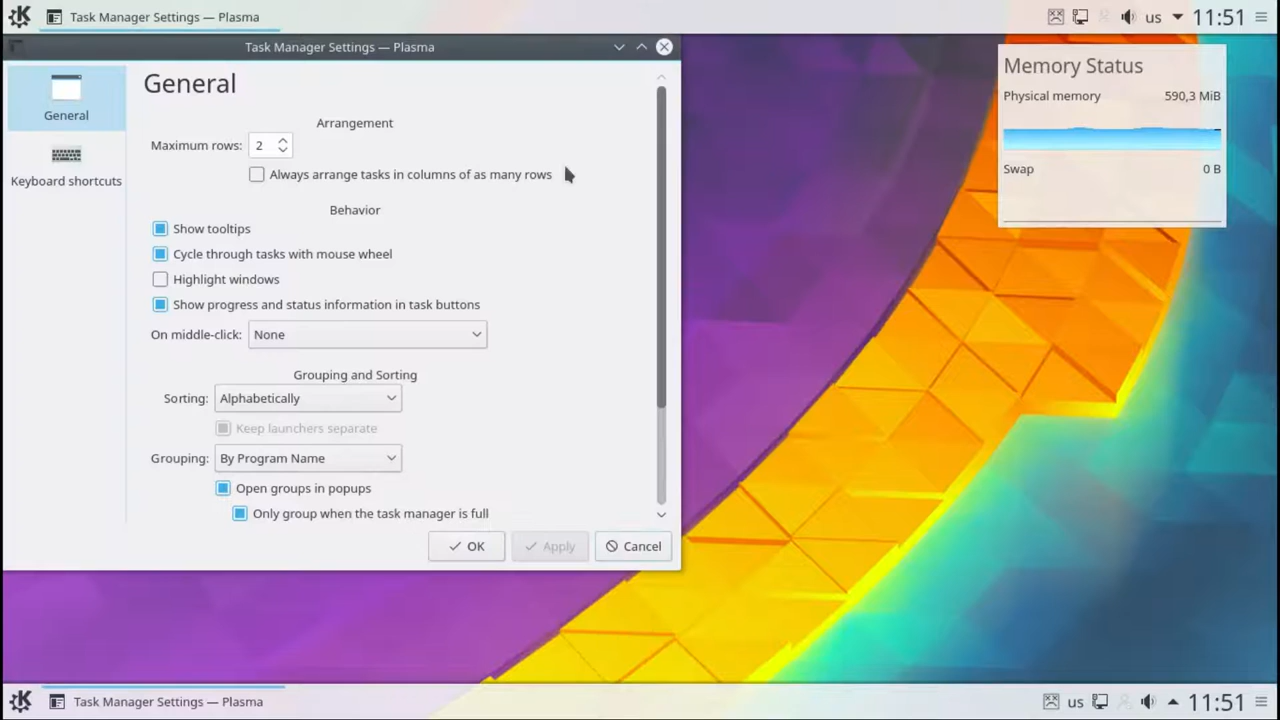 Task Manager Settings — Plasma
us 11:51
Task Manager Settings — Plasma
General
Keyboard shortcuts
General
Arrangement
Maximum rows: 2
Always arrange tasks in columns of as many rows
Behavior
Show tooltips
Cycle through tasks with mouse wheel
Highlight windows
Show progress and status information in task buttons
On middle-click: None
Grouping and Sorting
Sorting: Alphabetically
Keep launchers separate
Grouping: By Program Name
Open groups in popups
Only group when the task manager is full
OK Apply Cancel
Memory Status
Physical memory 590,3 MiB
Swap 0 B
Task Manager Settings — Plasma
us 11:51